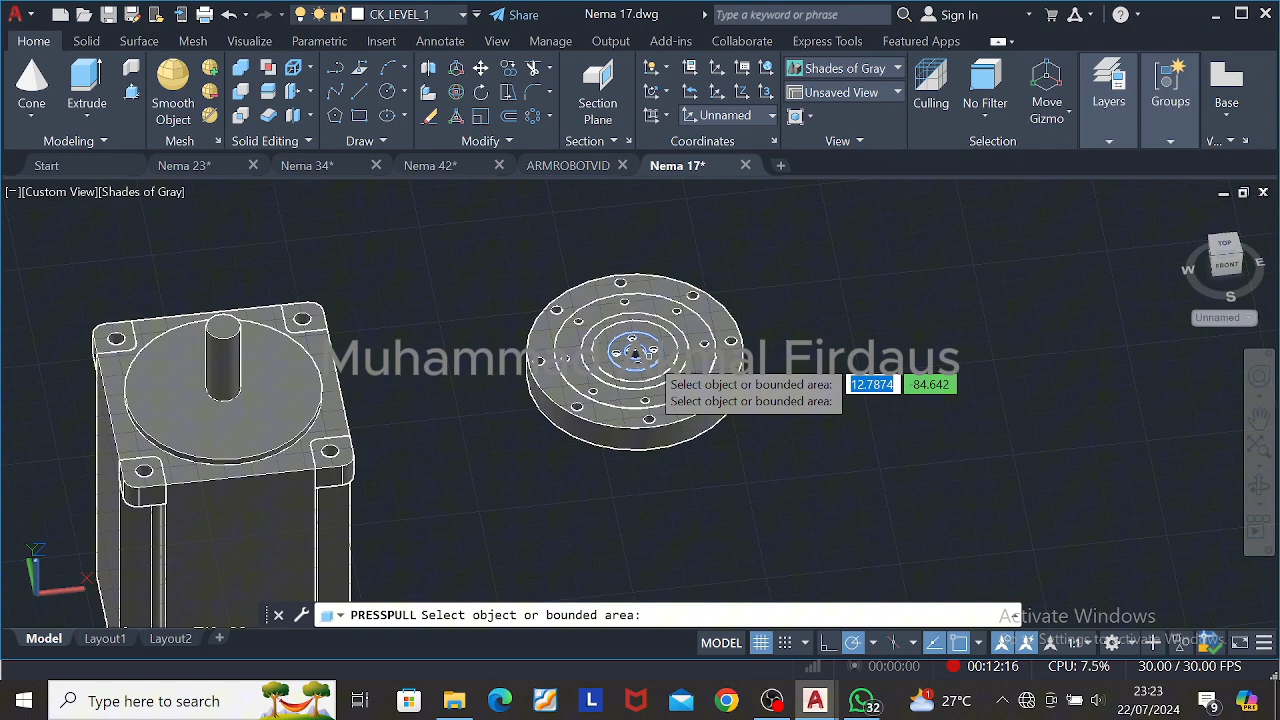 Share
CK_LEVEL_1
Nema 17.dwg
Type a keyword or phrase
Sign In
Home Solid Surface Mesh Visualize Parametric Insert Annotate View Manage Output Add-ins Collaborate Express Tools Featured Apps
Cone
Extrude
Smooth
Object
Section
Plane
Shades of Gray
Unsaved View
Unnamed
Culling
No Filter
Move
Gizmo
Layers
Groups
Base
Modeling
Mesh
Solid Editing
Draw
Modify
Section
Coordinates
View
Selection
Start
Nema 23*
Nema 34*
Nema 42*
ARMROBOTVID
Nema 17*
[−][Custom View][Shades of Gray]
TOP
FRONT
W
E
S
Unnamed
Select object or bounded area: 12.7874 -84.642
Select object or bounded area:
PRESSPULL Select object or bounded area:
Activate Windows
Model
Layout1
Layout2
MODEL
00:00:00
00:12:16
CPU: 7.5%
30.00 / 30.00 FPS
Type here to search
32
27°C
23:23
22/07/2024
9